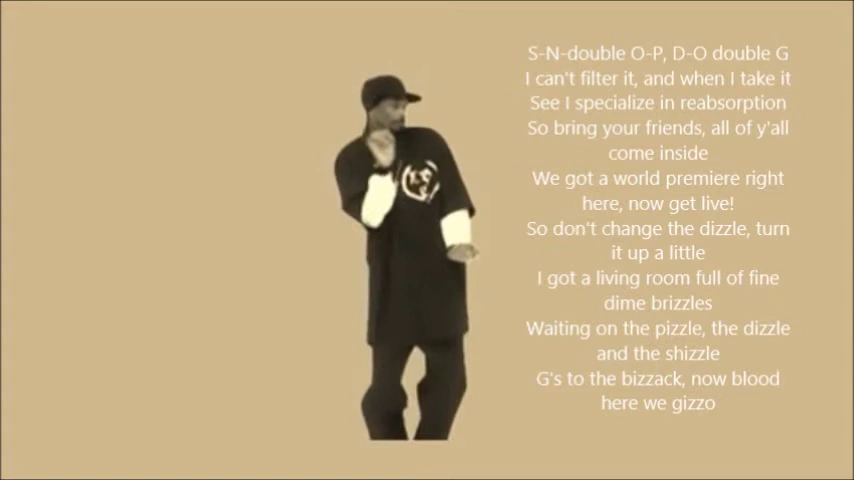 S-N-double O-P, D-O double G
I can't filter it, and when I take it
See I specialize in reabsorption
So bring your friends, all of y'all
come inside
We got a world premiere right
here, now get live!
So don't change the dizzle, turn
it up a little
I got a living room full of fine
dime brizzles
Waiting on the pizzle, the dizzle
and the shizzle
G's to the bizzack, now blood
here we gizzo